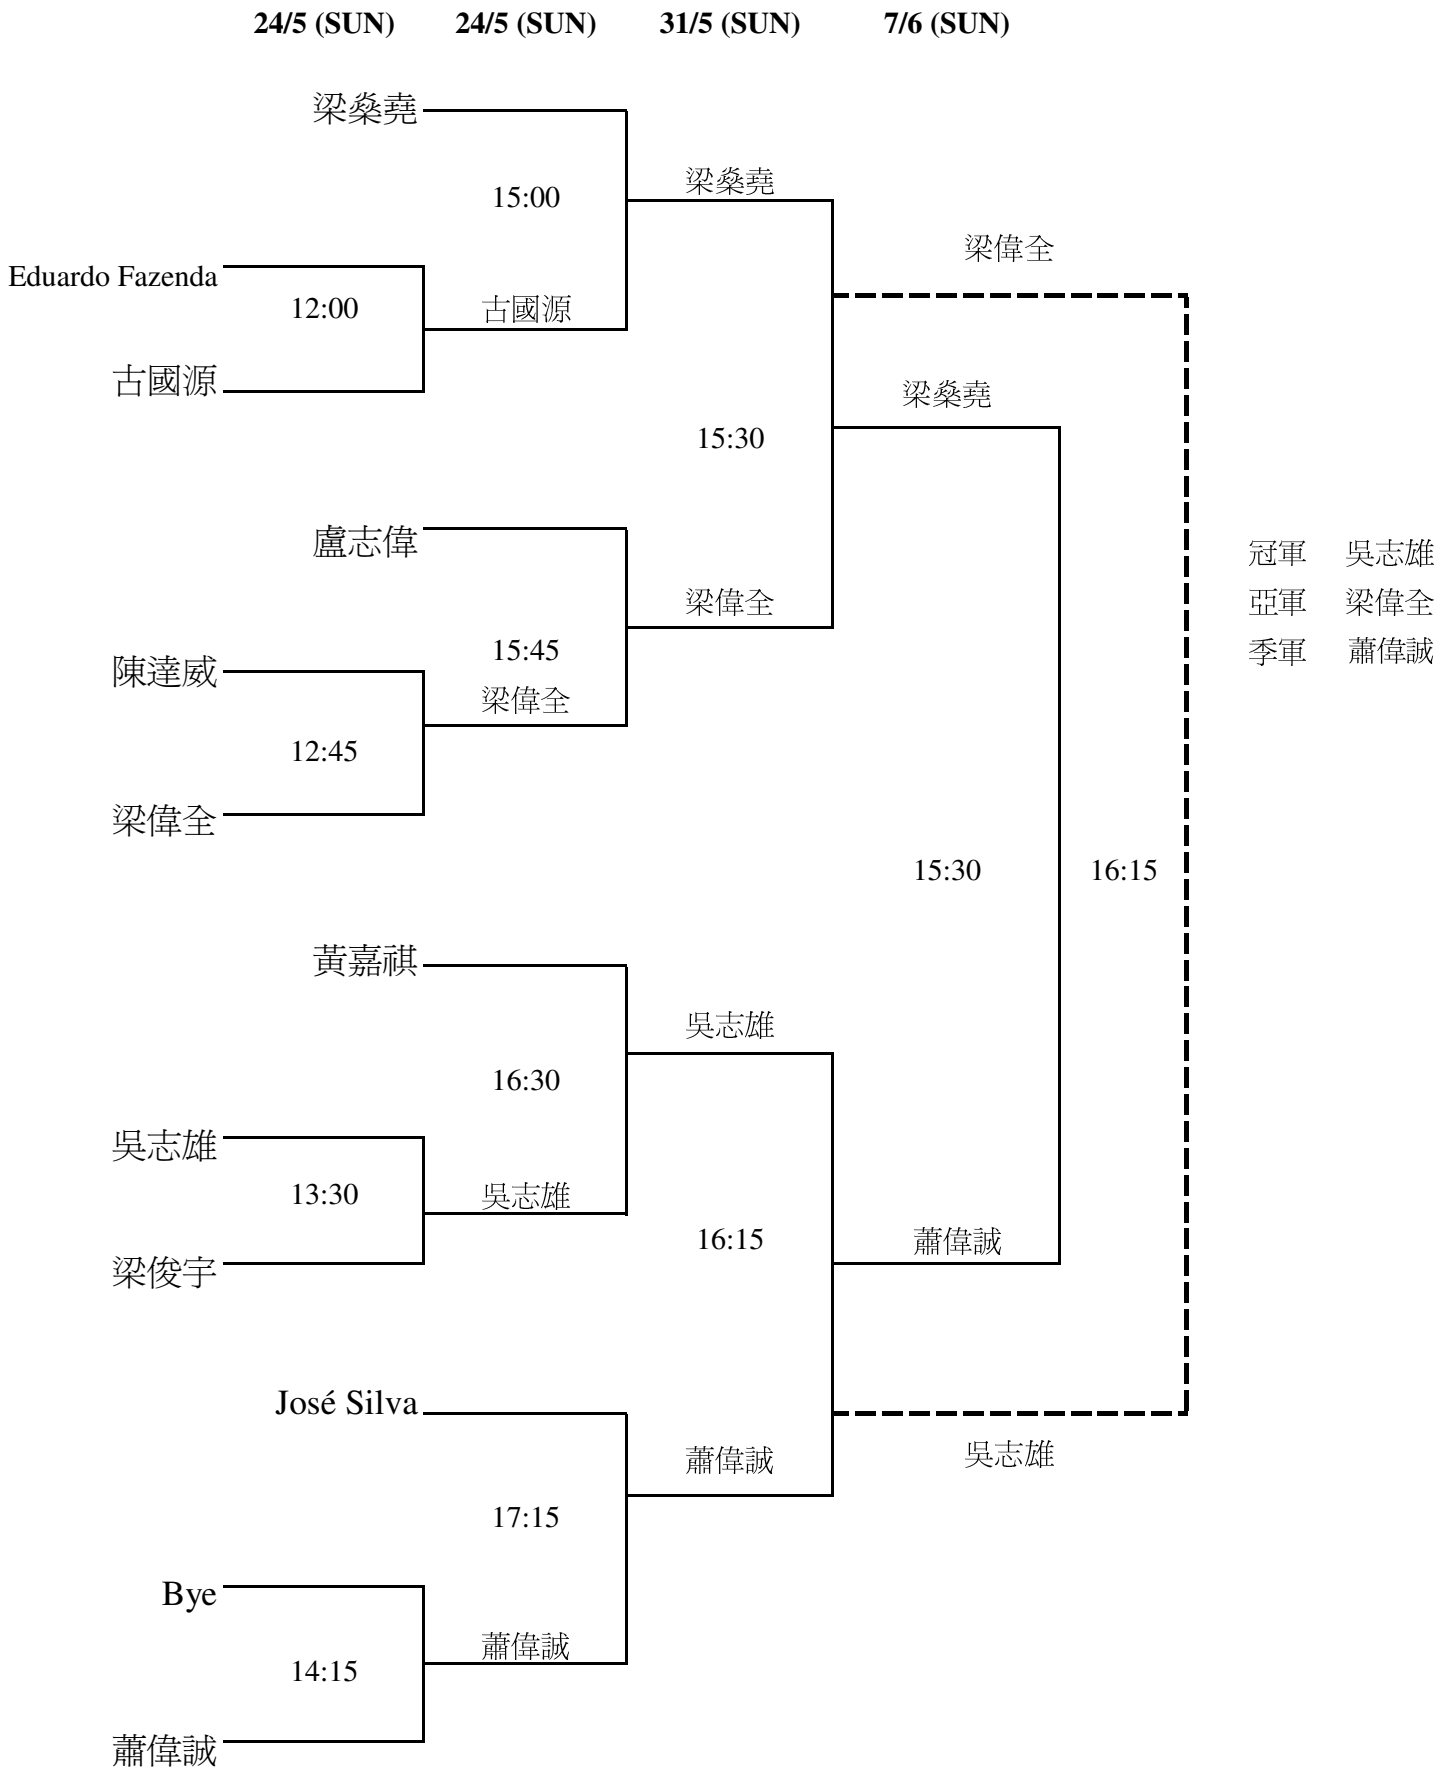 24/5 (SUN) 24/5 (SUN) 31/5 (SUN) 7/6 (SUN)
梁燊堯
梁燊堯
15:00
梁偉全
Eduardo Fazenda
12:00
古國源
古國源
梁燊堯
15:30
盧志偉
冠軍 吳志雄
梁偉全
亞軍 梁偉全
15:45
季軍 蕭偉誠
陳達威
梁偉全
12:45
梁偉全
15:30
16:15
黃嘉祺
吳志雄
16:30
吳志雄
13:30
吳志雄
16:15
蕭偉誠
梁俊宇
José Silva
蕭偉誠
吳志雄
17:15
Bye
蕭偉誠
14:15
蕭偉誠